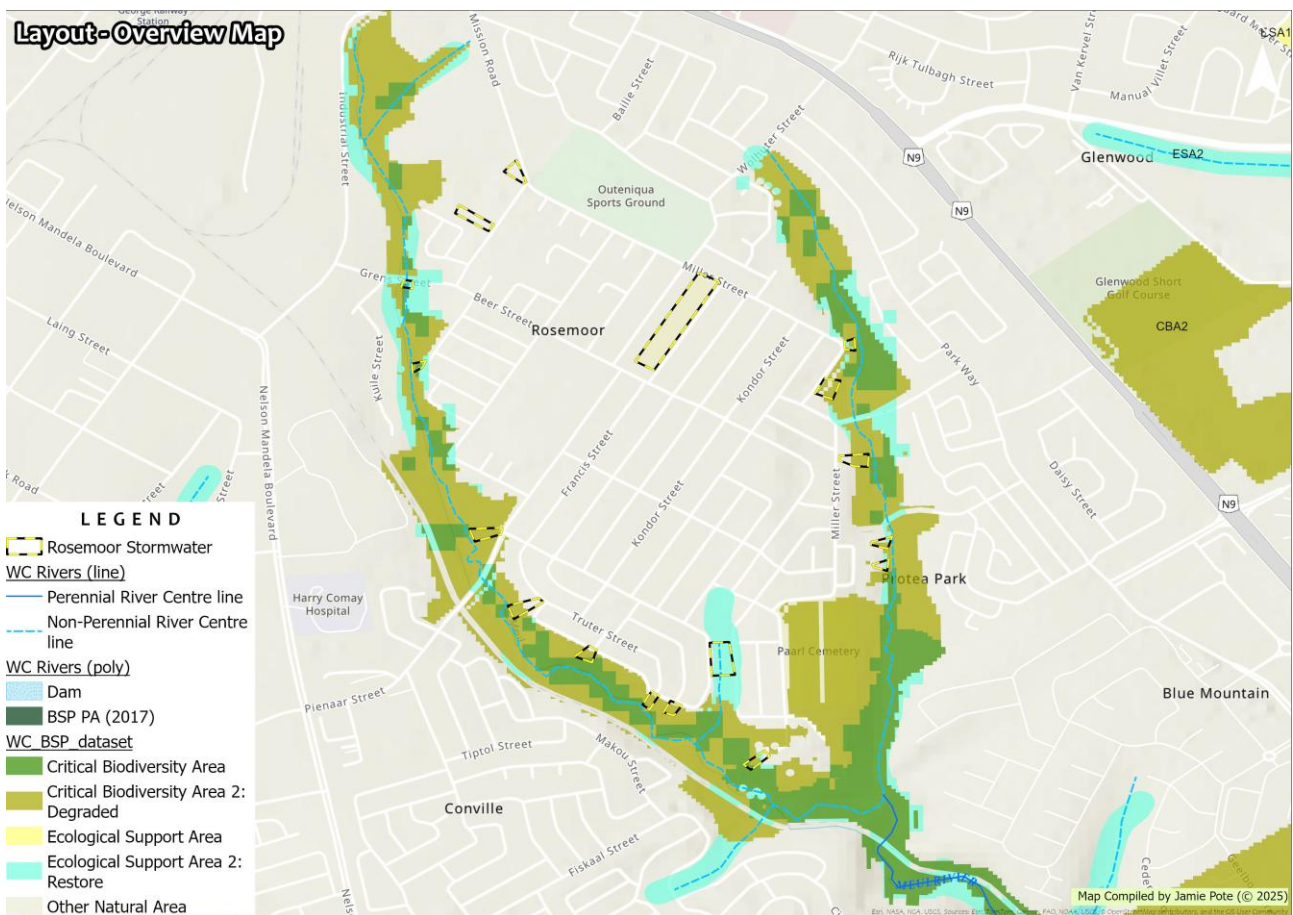 George Railway
Station
Layout - Overview Map
Mission Road
Baille Street
Rijk Tulbagh Street
Van Kervel Str
Manual Villet Street
ESA1
Industrial Street
Wolhuter Street
N9
Glenwood
ESA2
Outeniqua
Sports Ground
N9
Nelson Mandela Boulevard
Street
Miller Street
Glenwood Short
Golf Course
Beer Street
Rosemoor
CBA2
Laing Street
Park Way
Kuile Street
Kondor Street
Nelson Mandela Boulevard
Francis Street
Daisy Street
Road
Street
Kondor Street
Miller Street
N9
LEGEND
Rosemoor Stormwater
WC Rivers (line)
Perennial River Centre line
Non-Perennial River Centre
line
WC Rivers (poly)
Dam
BSP PA (2017)
WC_BSP_dataset
Critical Biodiversity Area
Critical Biodiversity Area 2:
Degraded
Ecological Support Area
Ecological Support Area 2:
Restore
Other Natural Area
Harry Comay
Hospital
Protea Park
Truter Street
Paarl Cemetery
Pienaar Street
Blue Mountain
Tiptol Street
Makou Street
Conville
Fiskaal Street
MEULRIVIER
Map Compiled by Jamie Pote (© 2025)